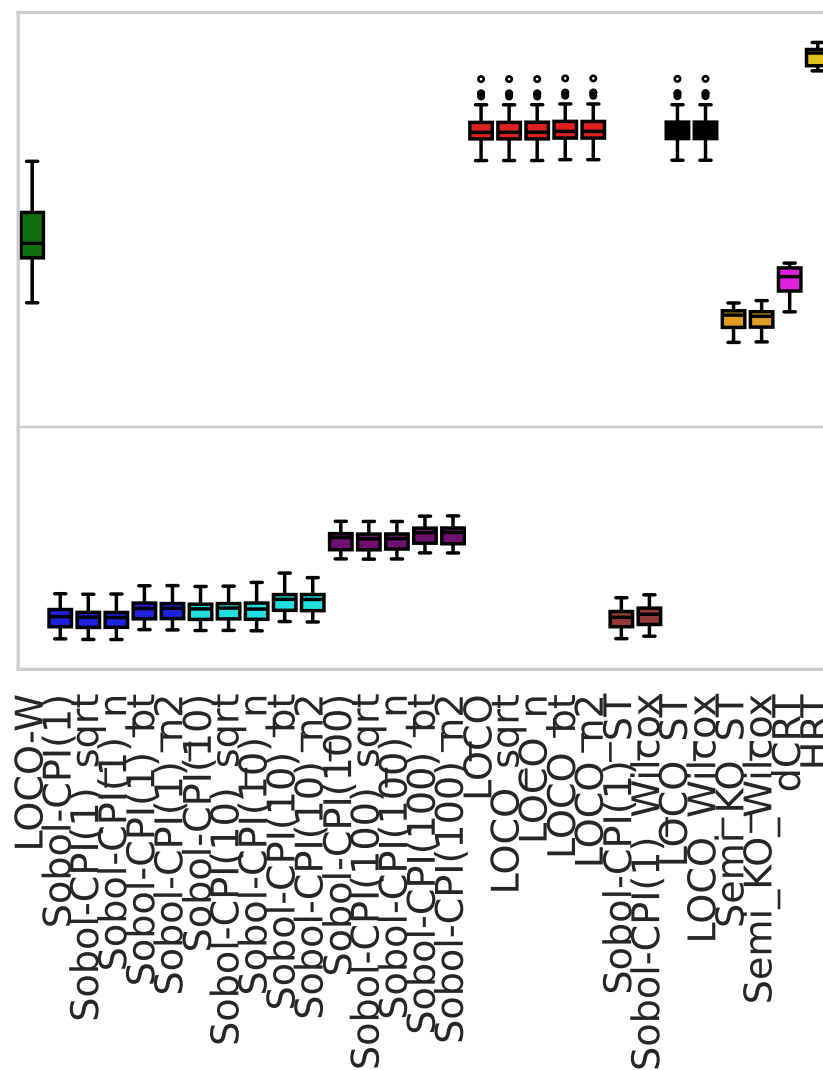 LOCO-W
Sobol-CPI(1)
Sobol-CPI(1)_sqrt
Sobol-CPI(1)_n
Sobol-CPI(1)_bt
Sobol-CPI(1)_n2
Sobol-CPI(10)
Sobol-CPI(10)_sqrt
Sobol-CPI(10)_n
Sobol-CPI(10)_bt
Sobol-CPI(10)_n2
Sobol-CPI(100)
Sobol-CPI(100)_sqrt
Sobol-CPI(100)_n
Sobol-CPI(100)_bt
Sobol-CPI(100)_n2
LOCO
LOCO_sqrt
LOCO_n
LOCO_bt
LOCO_n2
Sobol-CPI(1)_ST
Sobol-CPI(1)_Wilcox
LOCO_ST
LOCO_Wilcox
Semi_KO_ST
Semi_KO_Wilcox
dCRT
HRT